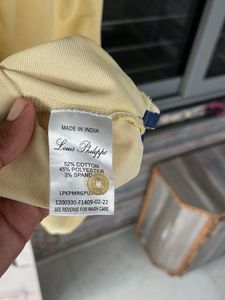 MADE IN INDIA
Louis Philippe
52% COTTON
45% POLYESTER
3% SPAND
1200930-F1409-02-22
SEE REVERSE FOR WASH CARE.